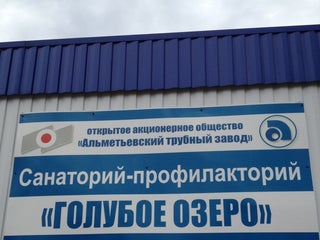 открытое акционерное общество
«Альметьевский трубный завод»
Санаторий-профилакторий
«ГОЛУБОЕ ОЗЕРО»